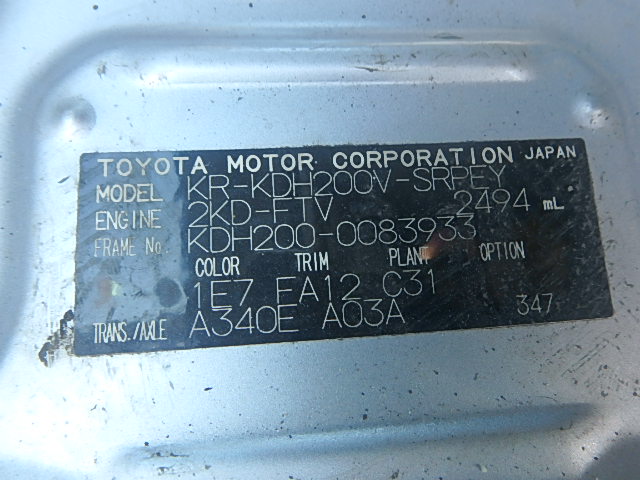 TOYOTA MOTOR CORPORATION JAPAN
MODEL KR-KDH200V-SRPEY
ENGINE 2KD-FTV 2494 mL
FRAME No. KDH200-0083933
COLOR TRIM PLANT OPTION
1E7 FA12 C31
TRANS./AXLE A340E A03A 347